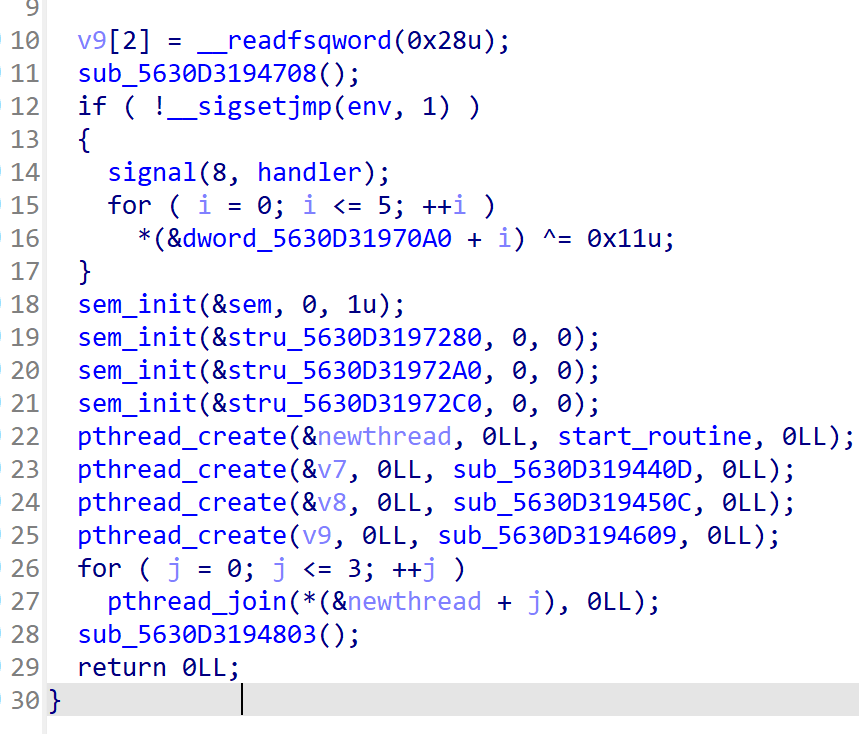 9
10 v9[2] = __readfsqword(0x28u);
11 sub_5630D3194708();
12 if ( !__sigsetjmp(env, 1) )
13 {
14 signal(8, handler);
15 for ( i = 0; i <= 5; ++i )
16 *(&dword_5630D31970A0 + i) ^= 0x11u;
17 }
18 sem_init(&sem, 0, 1u);
19 sem_init(&stru_5630D3197280, 0, 0);
20 sem_init(&stru_5630D31972A0, 0, 0);
21 sem_init(&stru_5630D31972C0, 0, 0);
22 pthread_create(&newthread, 0LL, start_routine, 0LL);
23 pthread_create(&v7, 0LL, sub_5630D319440D, 0LL);
24 pthread_create(&v8, 0LL, sub_5630D319450C, 0LL);
25 pthread_create(v9, 0LL, sub_5630D3194609, 0LL);
26 for ( j = 0; j <= 3; ++j )
27 pthread_join(*(&newthread + j), 0LL);
28 sub_5630D3194803();
29 return 0LL;
30 }